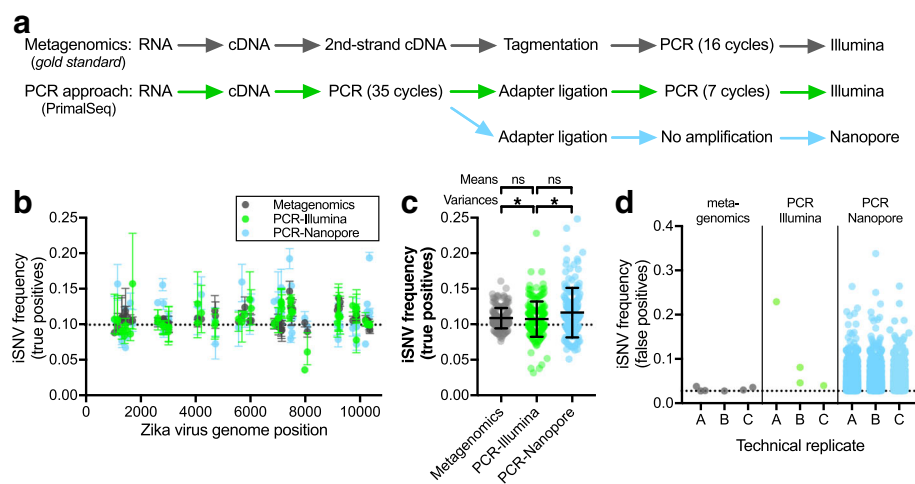 a
Metagenomics: RNA cDNA 2nd-strand cDNA Tagmentation PCR (16 cycles) Illumina
(gold standard)
PCR approach: RNA cDNA PCR (35 cycles) Adapter ligation PCR (7 cycles) Illumina
(PrimalSeq)
Adapter ligation No amplification Nanopore
b
Metagenomics
PCR-Illumina
PCR-Nanopore
iSNV frequency
(true positives)
0.25
0.20
0.15
0.10
0.05
0.00
0 2000 4000 6000 8000 10000
Zika virus genome position
c
Means ns ns
Variances * *
iSNV frequency
(true positives)
0.25
0.20
0.15
0.10
0.05
0.00
Metagenomics
PCR-Illumina
PCR-Nanopore
d
meta-
genomics
PCR
Illumina
PCR
Nanopore
iSNV frequency
(false positives)
0.4
0.3
0.2
0.1
0.0
A B C A B C A B C
Technical replicate